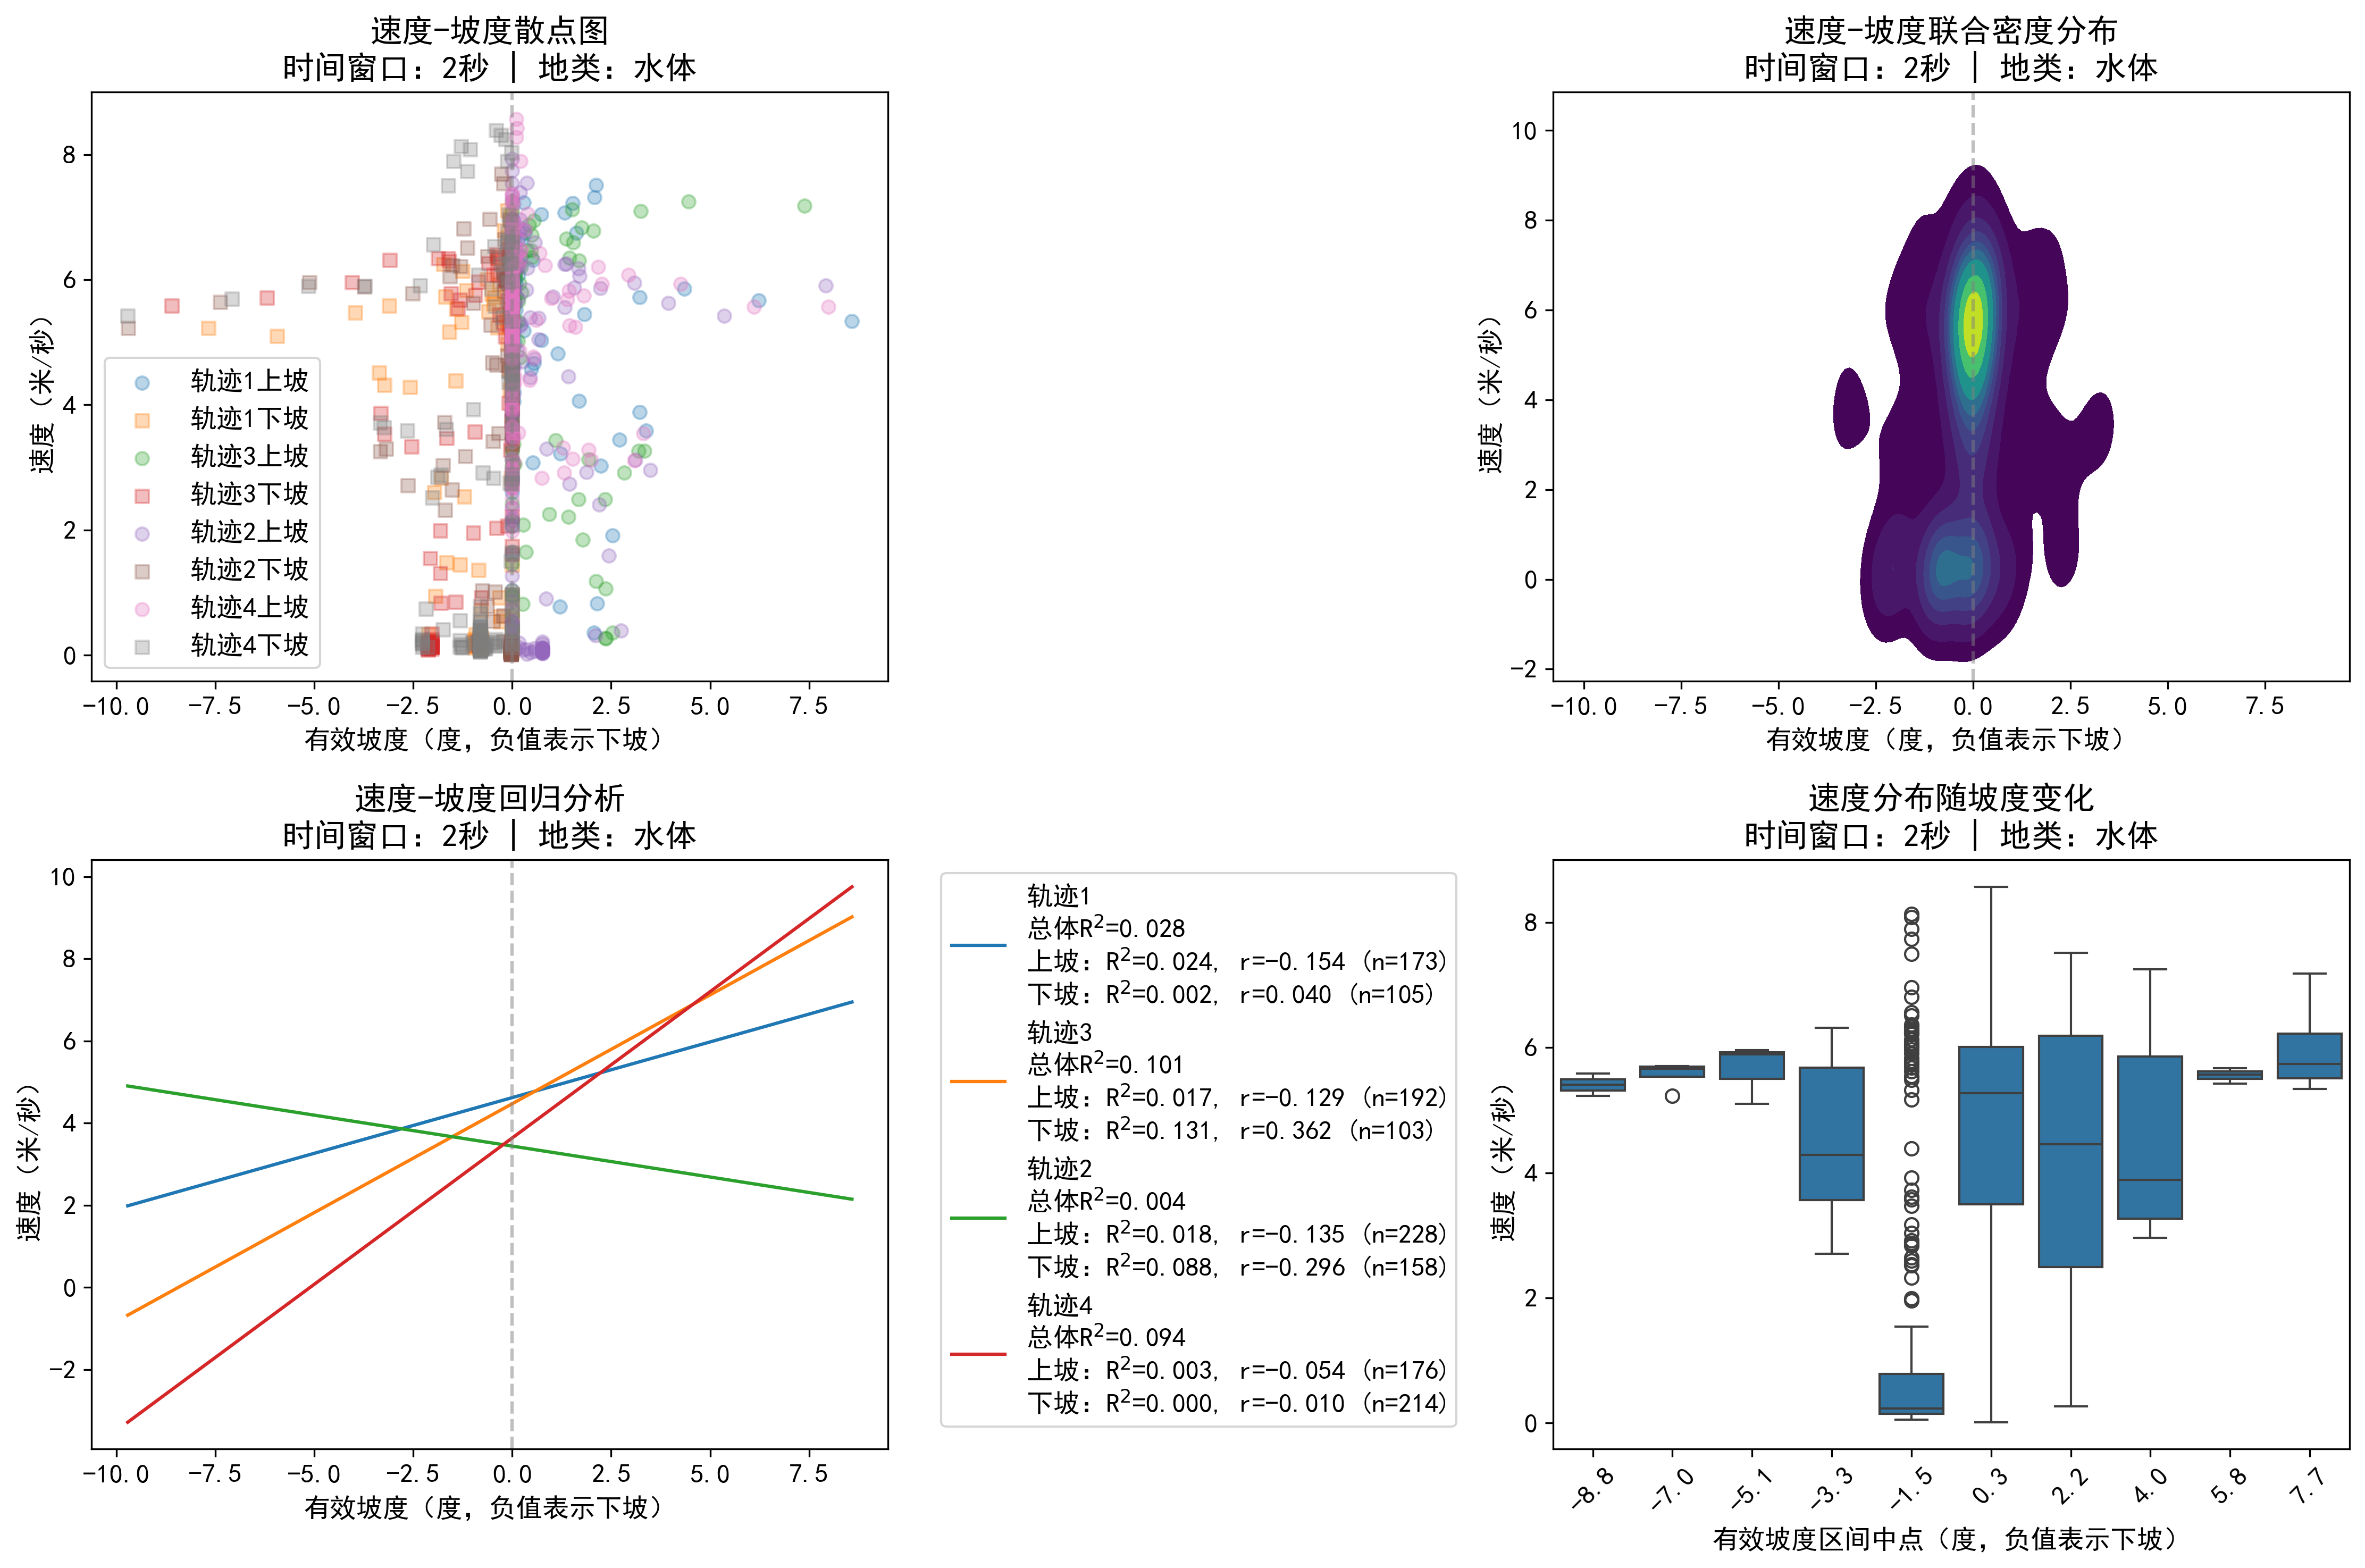 速度-坡度散点图
时间窗口：2秒 | 地类：水体
8
6
4
2
0
速度（米/秒）
轨迹1上坡
轨迹1下坡
轨迹3上坡
轨迹3下坡
轨迹2上坡
轨迹2下坡
轨迹4上坡
轨迹4下坡
−10.0 −7.5 −5.0 −2.5 0.0 2.5 5.0 7.5
有效坡度（度，负值表示下坡）
速度-坡度联合密度分布
时间窗口：2秒 | 地类：水体
10
8
6
4
2
0
−2
速度（米/秒）
−10.0 −7.5 −5.0 −2.5 0.0 2.5 5.0 7.5
有效坡度（度，负值表示下坡）
速度-坡度回归分析
时间窗口：2秒 | 地类：水体
10
8
6
4
2
0
−2
速度（米/秒）
−10.0 −7.5 −5.0 −2.5 0.0 2.5 5.0 7.5
有效坡度（度，负值表示下坡）
轨迹1
总体R²=0.028
上坡：R²=0.024, r=-0.154 (n=173)
下坡：R²=0.002, r=0.040 (n=105)
轨迹3
总体R²=0.101
上坡：R²=0.017, r=-0.129 (n=192)
下坡：R²=0.131, r=0.362 (n=103)
轨迹2
总体R²=0.004
上坡：R²=0.018, r=-0.135 (n=228)
下坡：R²=0.088, r=-0.296 (n=158)
轨迹4
总体R²=0.094
上坡：R²=0.003, r=-0.054 (n=176)
下坡：R²=0.000, r=-0.010 (n=214)
速度分布随坡度变化
时间窗口：2秒 | 地类：水体
8
6
4
2
0
速度（米/秒）
-8.8 -7.0 -5.1 -3.3 -1.5 0.3 2.2 4.0 5.8 7.7
有效坡度区间中点（度，负值表示下坡）